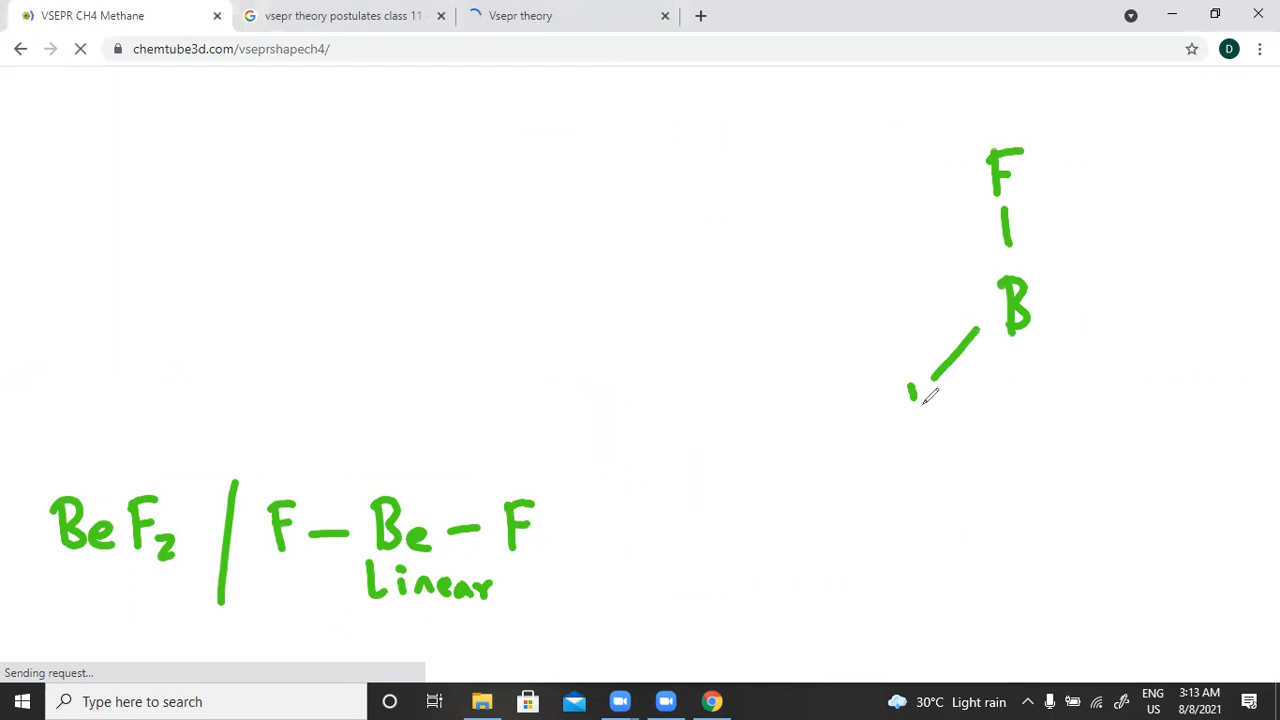 VSEPR CH4 Methane
vsepr theory postulates class 11
Vsepr theory
chemtube3d.com/vseprshapech4/
D
F
B
BeF2 / F — Be — F
Linear
Sending request...
Type here to search
30°C Light rain
ENG
US
3:13 AM
8/8/2021